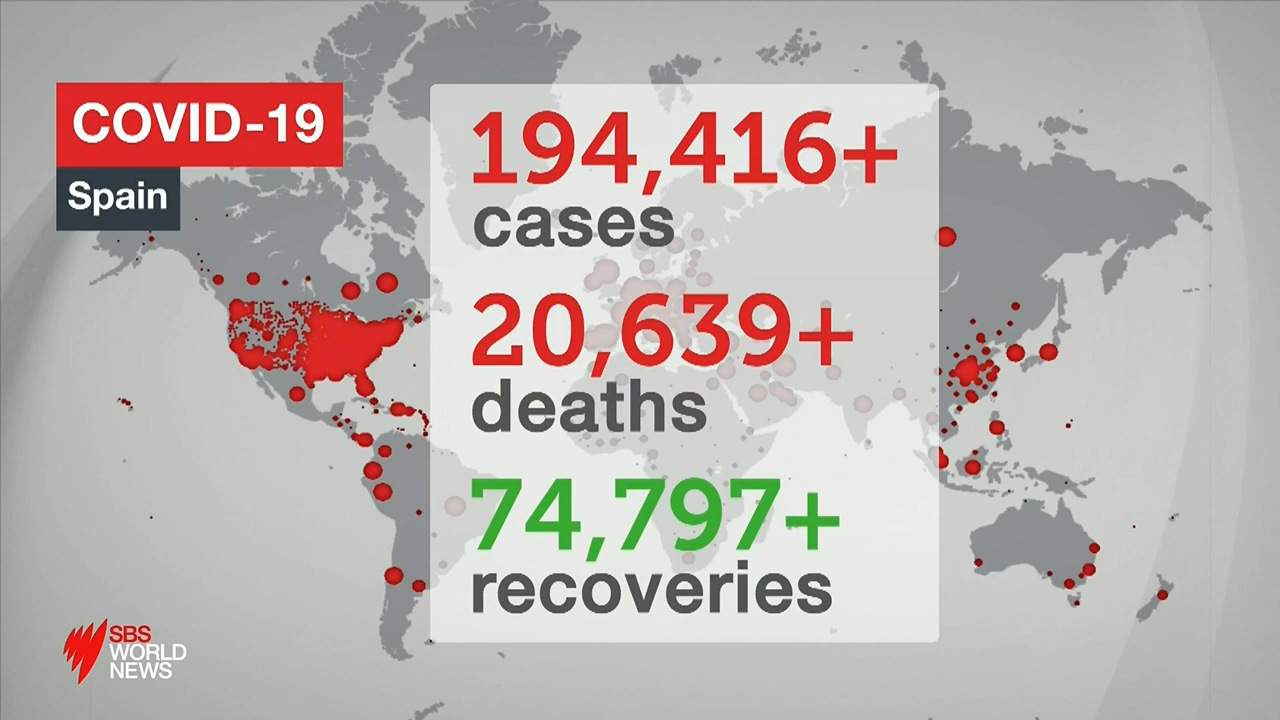 COVID-19
Spain
194,416+
cases
20,639+
deaths
74,797+
recoveries
SBS
WORLD
NEWS